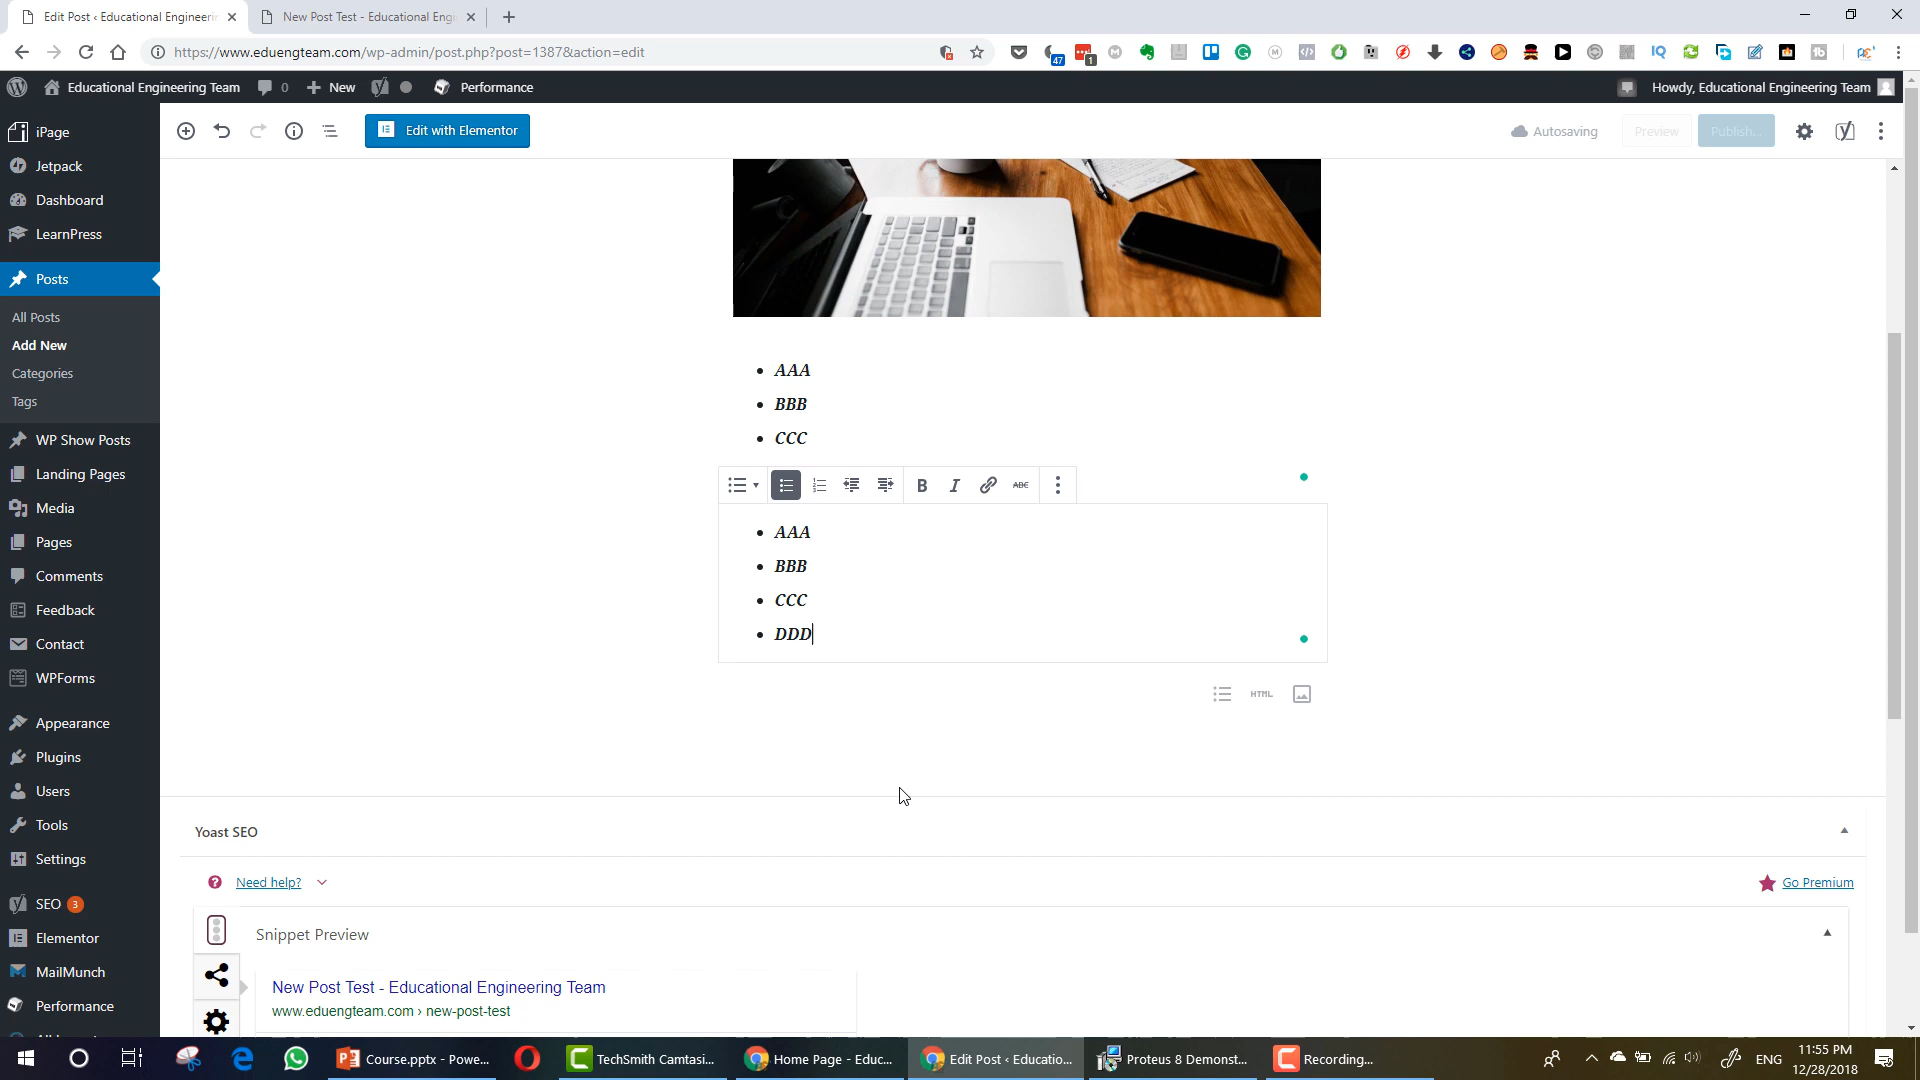 Edit Post ‹ Educational Engineerin
New Post Test - Educational Engi
https://www.eduengteam.com/wp-admin/post.php?post=1387&action=edit
47
1
IQ
Educational Engineering Team
0
New
Performance
Howdy, Educational Engineering Team
iPage
Jetpack
Dashboard
LearnPress
Posts
All Posts
Add New
Categories
Tags
WP Show Posts
Landing Pages
Media
Pages
Comments
Feedback
Contact
WPForms
Appearance
Plugins
Users
Tools
Settings
SEO 3
Elementor
MailMunch
Performance
Edit with Elementor
Autosaving
Preview
Publish...
• AAA
• BBB
• CCC
B I ABC
• AAA
• BBB
• CCC
• DDD
HTML
Yoast SEO
Need help?
Go Premium
Snippet Preview
New Post Test - Educational Engineering Team
www.eduengteam.com › new-post-test
Course.pptx - Powe...
TechSmith Camtasi...
Home Page - Educ...
Edit Post ‹ Educatio...
Proteus 8 Demonst...
Recording...
ENG
11:55 PM
12/28/2018